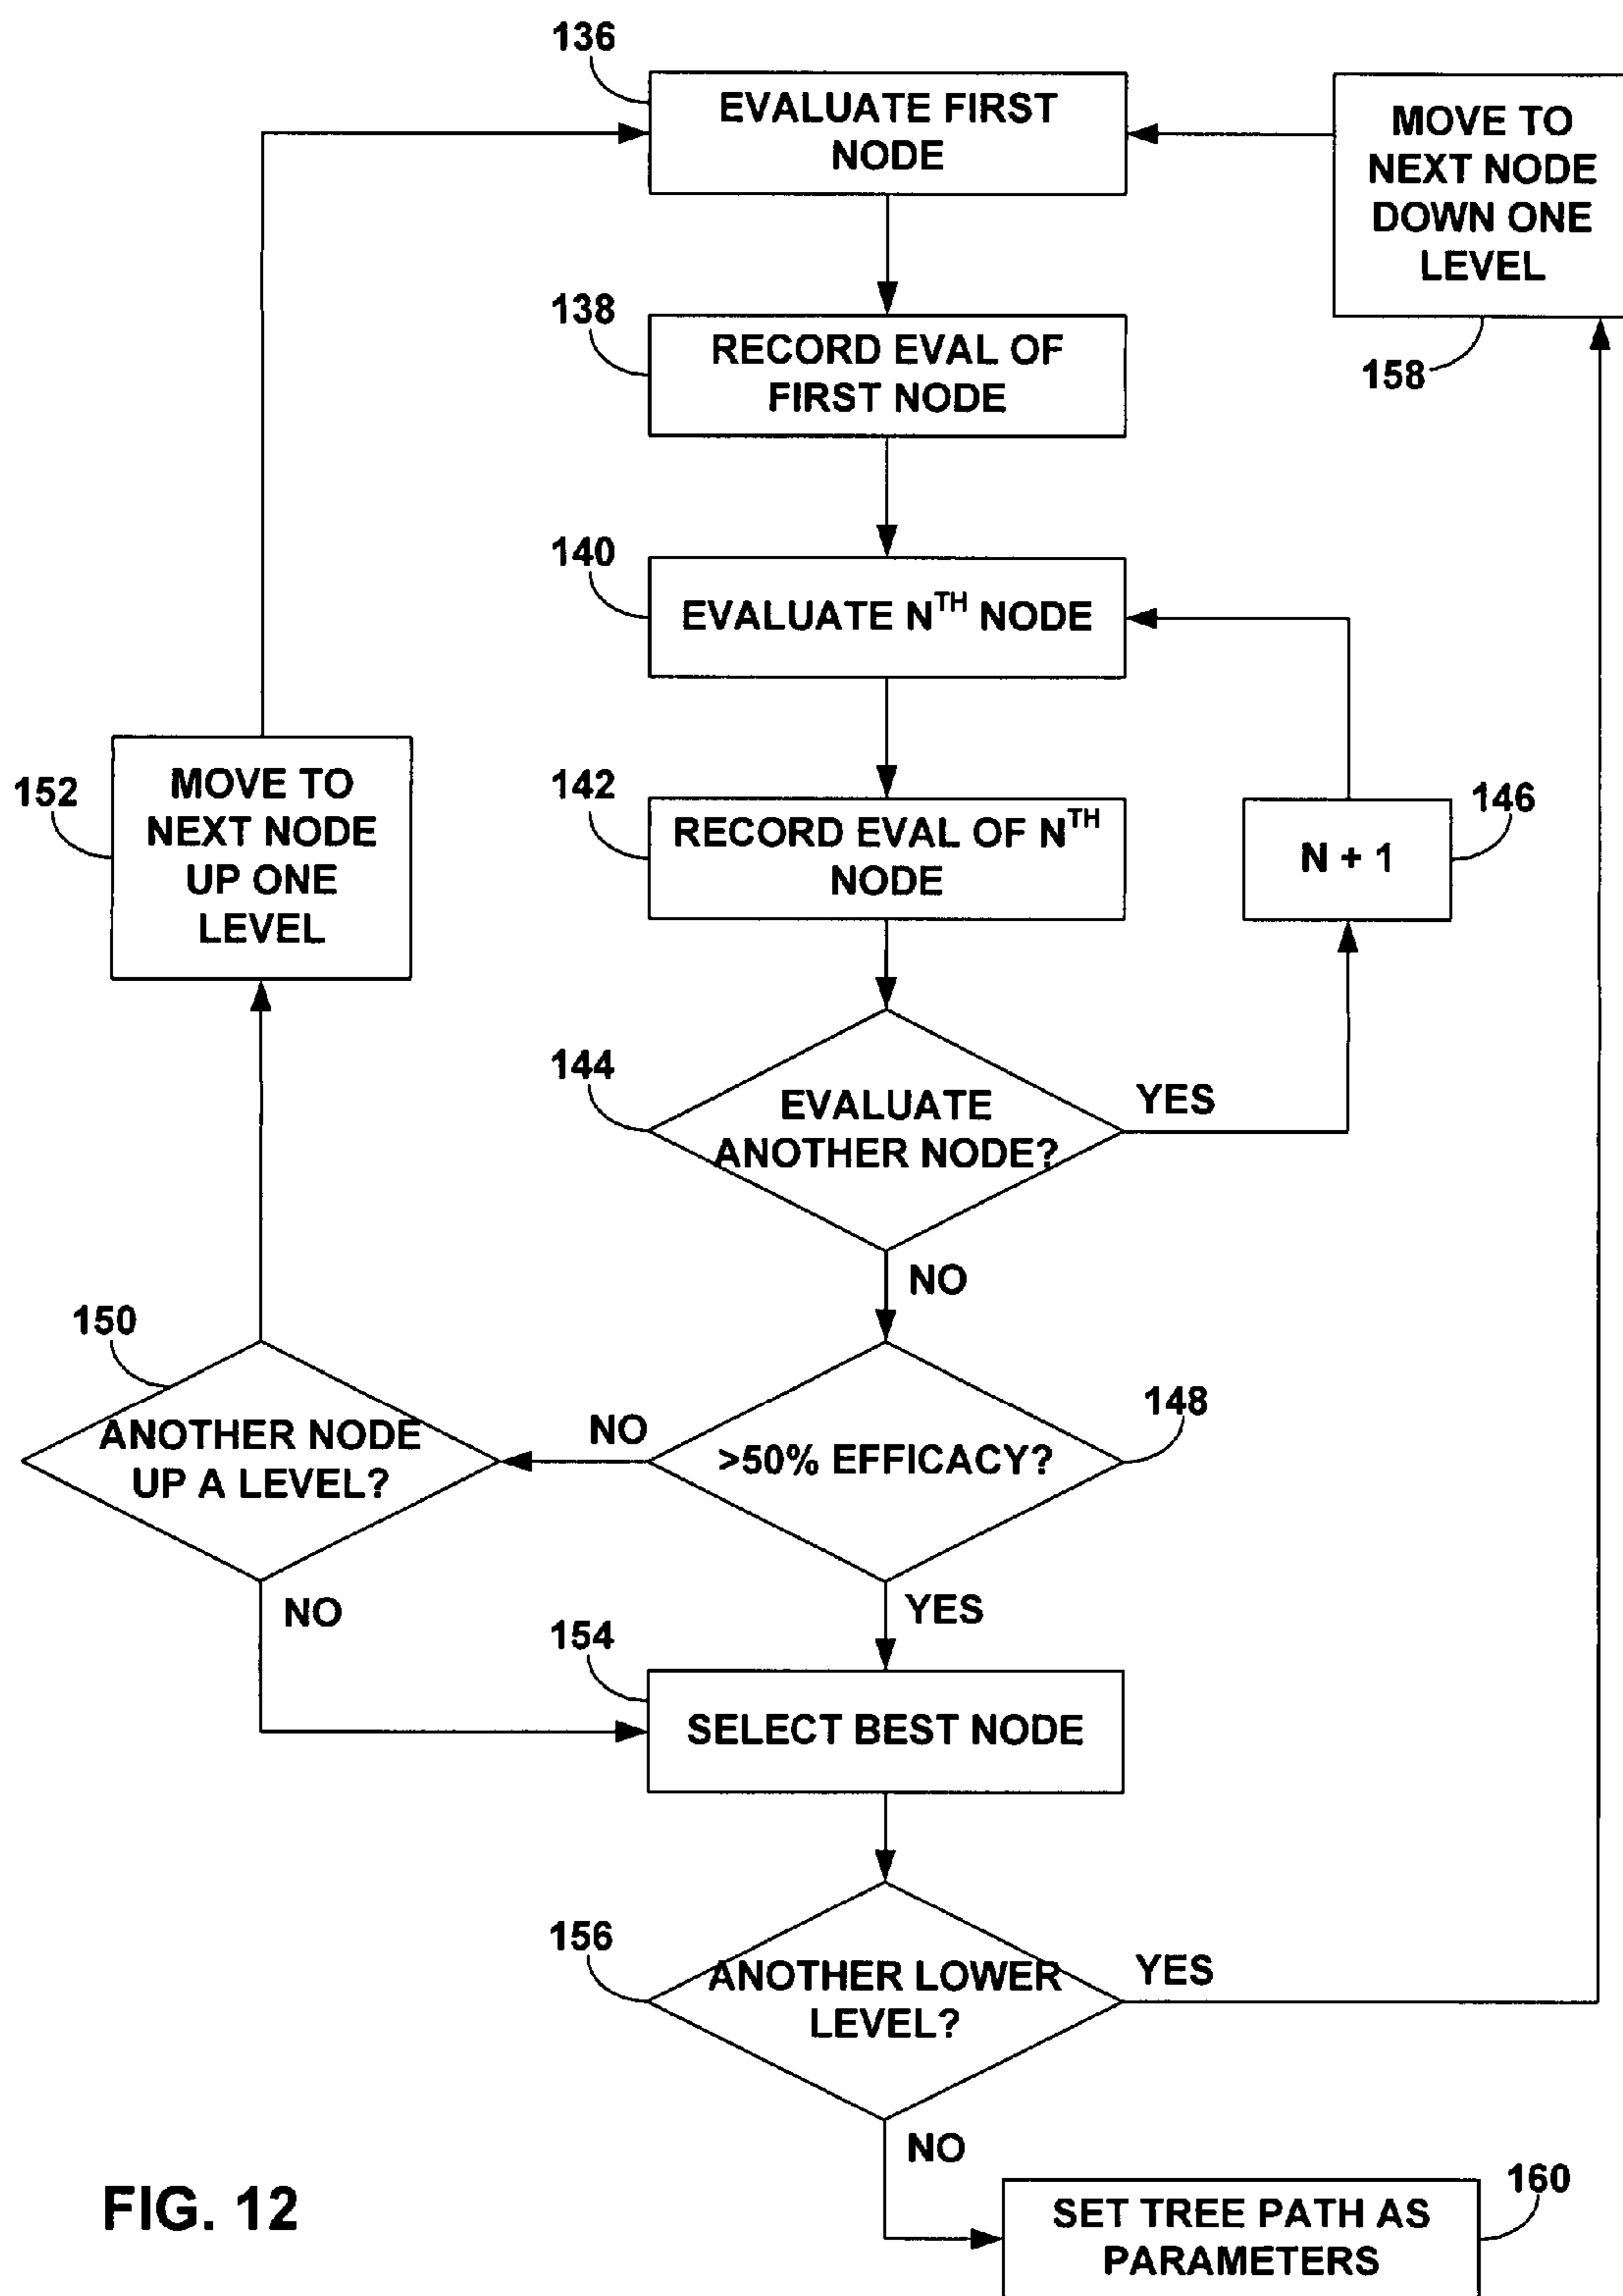 136
EVALUATE FIRST
NODE
MOVE TO
NEXT NODE
DOWN ONE
LEVEL
158
138
RECORD EVAL OF
FIRST NODE
140
EVALUATE NTH NODE
152
MOVE TO
NEXT NODE
UP ONE
LEVEL
142
RECORD EVAL OF NTH
NODE
146
N + 1
144
EVALUATE
ANOTHER NODE?
YES
NO
150
ANOTHER NODE
UP A LEVEL?
NO
148
>50% EFFICACY?
NO
YES
154
SELECT BEST NODE
156
ANOTHER LOWER
LEVEL?
YES
NO
160
SET TREE PATH AS
PARAMETERS
FIG. 12